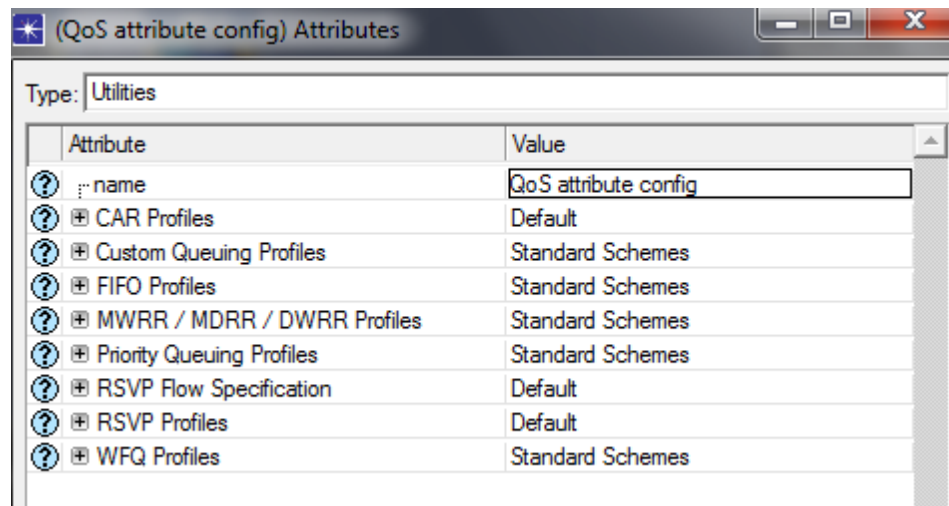 (QoS attribute config) Attributes
Type: Utilities
Attribute Value
name QoS attribute config
CAR Profiles Default
Custom Queuing Profiles Standard Schemes
FIFO Profiles Standard Schemes
MWRR / MDRR / DWRR Profiles Standard Schemes
Priority Queuing Profiles Standard Schemes
RSVP Flow Specification Default
RSVP Profiles Default
WFQ Profiles Standard Schemes